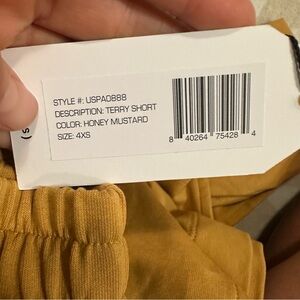 STYLE #: USPA0888
DESCRIPTION: TERRY SHORT
COLOR: HONEY MUSTARD
SIZE: 4XS
8 40264 75428 4